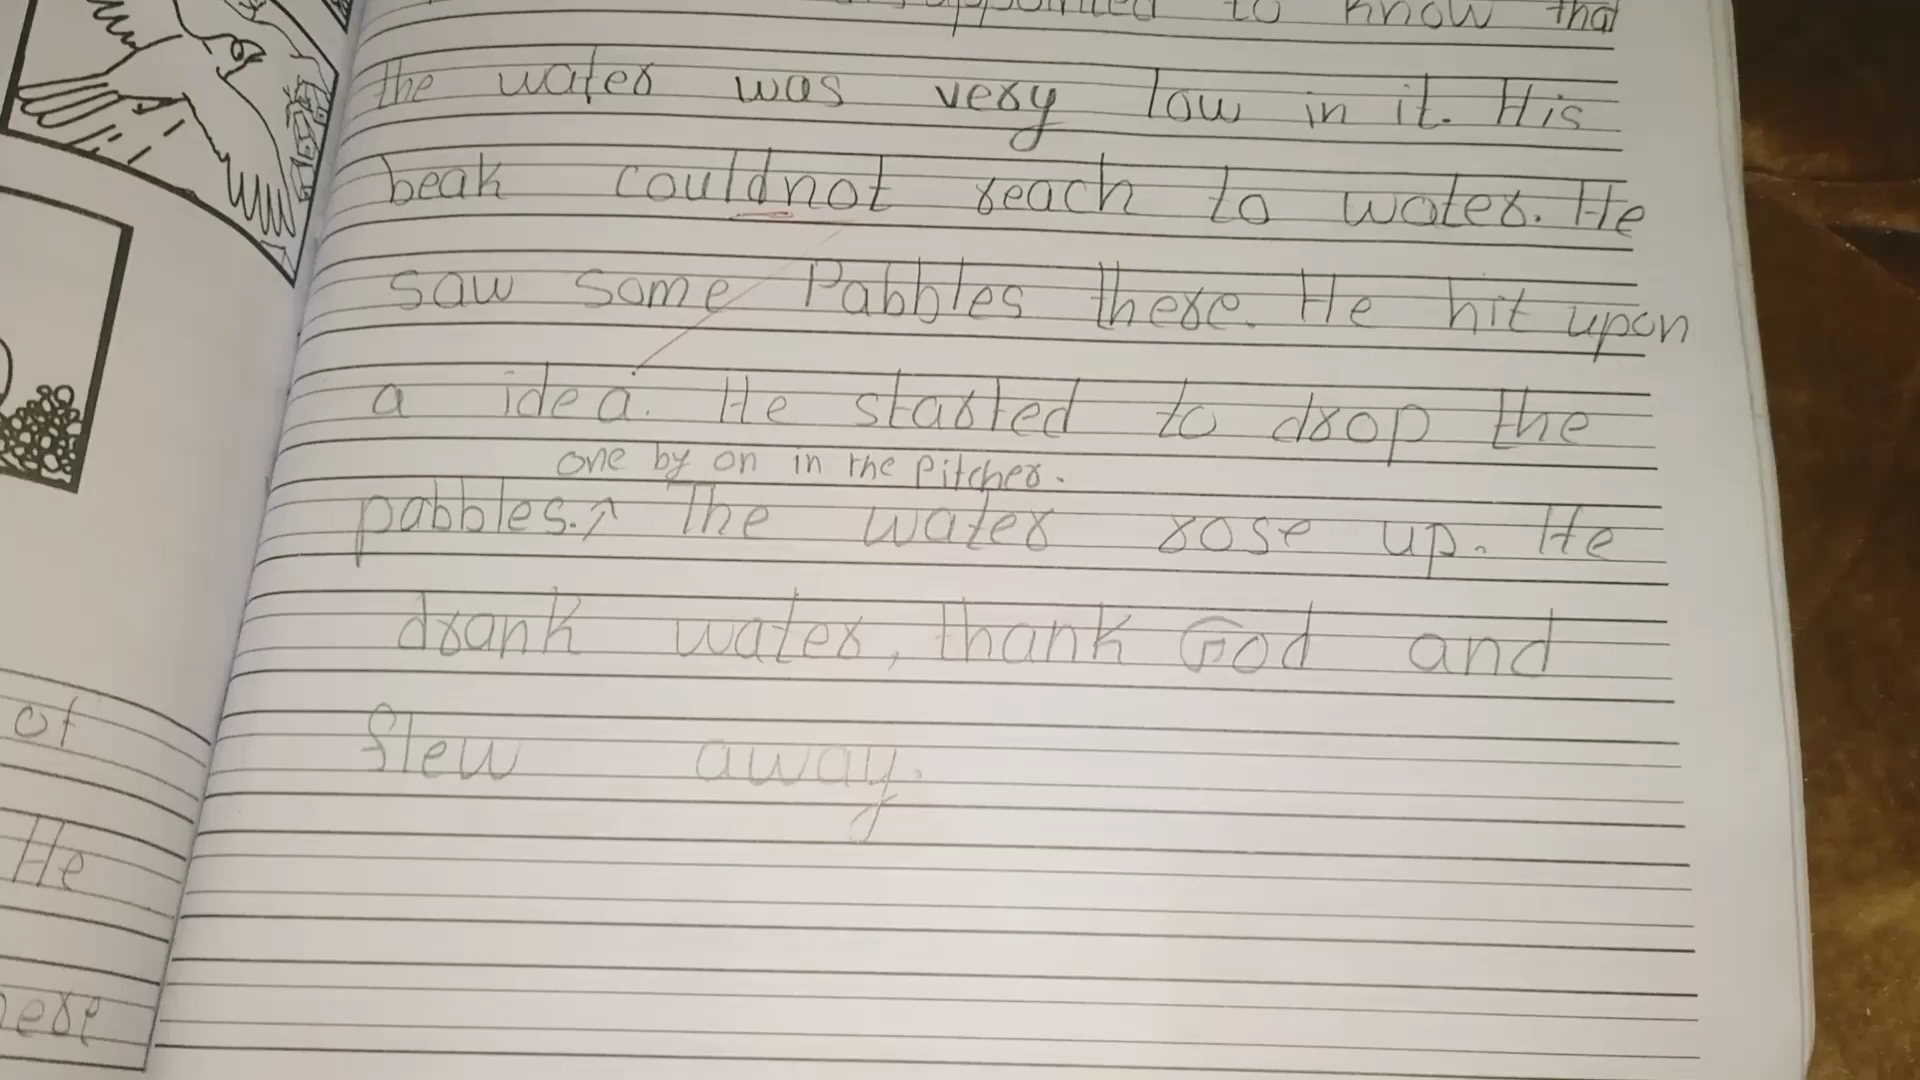 to know that
the water was very low in it. His
beak couldnot reach to water. He
saw some Pabbles there. He hit upon
a idea. He started to drop the
one by on in the Pitcher.
pabbles.↗ The water rose up. He
drank water, thank God and
flew away.
of
He